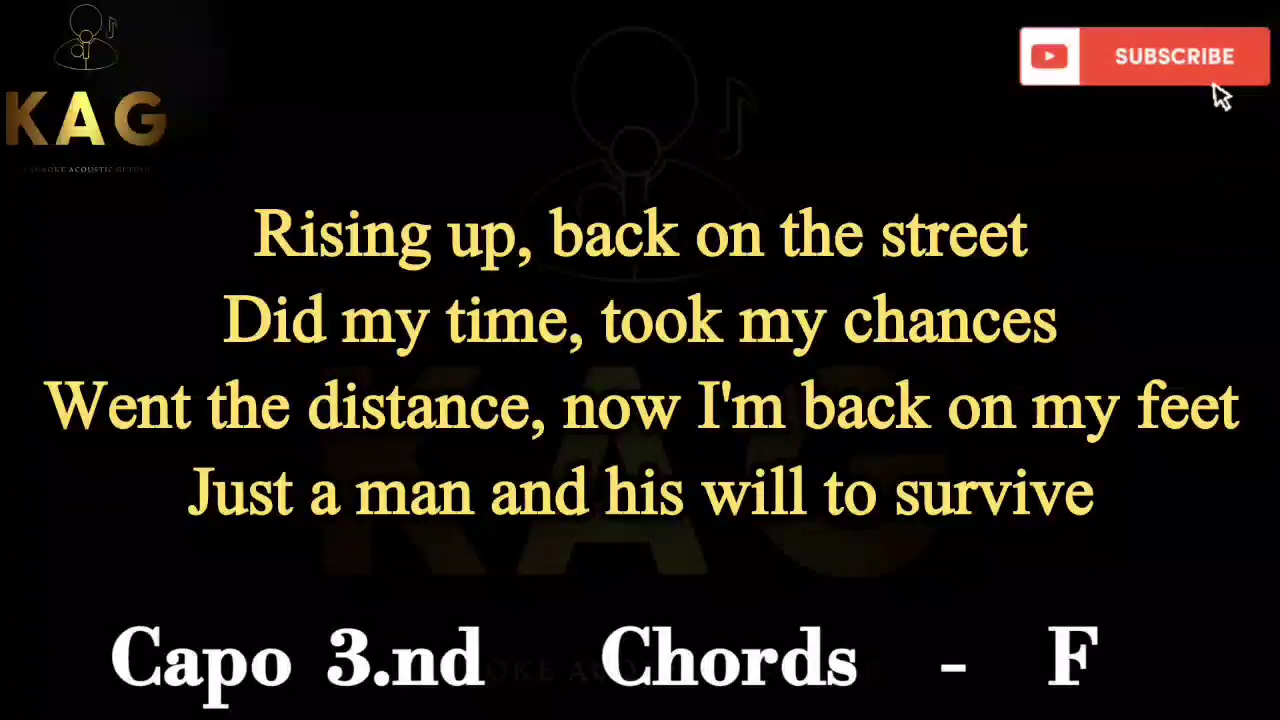 KAG
SUBSCRIBE
Rising up, back on the street
Did my time, took my chances
Went the distance, now I'm back on my feet
Just a man and his will to survive
Capo 3.nd Chords - F